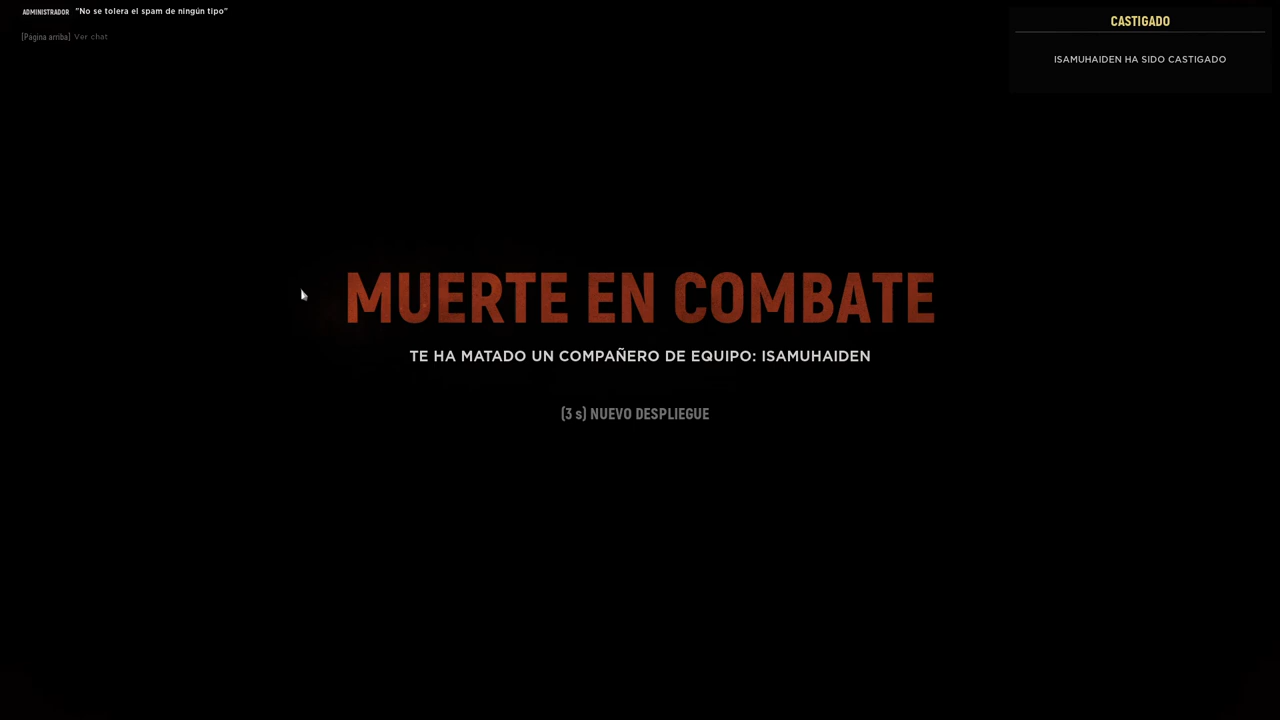 ADMINISTRADOR "No se tolera el spam de ningún tipo"
[Página arriba] Ver chat
CASTIGADO
ISAMUHAIDEN HA SIDO CASTIGADO
MUERTE EN COMBATE
TE HA MATADO UN COMPAÑERO DE EQUIPO: ISAMUHAIDEN
(3 s) NUEVO DESPLIEGUE